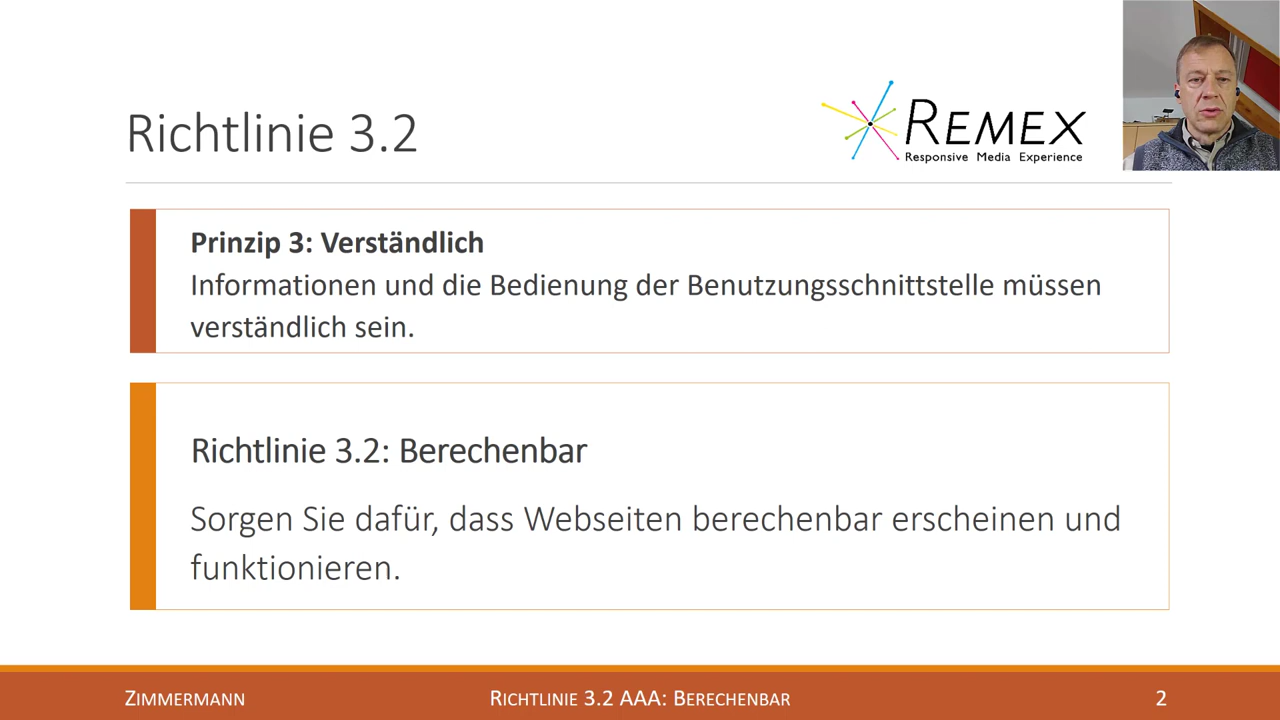 Richtlinie 3.2
REMEX
Responsive Media Experience
Prinzip 3: Verständlich
Informationen und die Bedienung der Benutzungsschnittstelle müssen
verständlich sein.
Richtlinie 3.2: Berechenbar
Sorgen Sie dafür, dass Webseiten berechenbar erscheinen und
funktionieren.
ZIMMERMANN
RICHTLINIE 3.2 AAA: BERECHENBAR
2